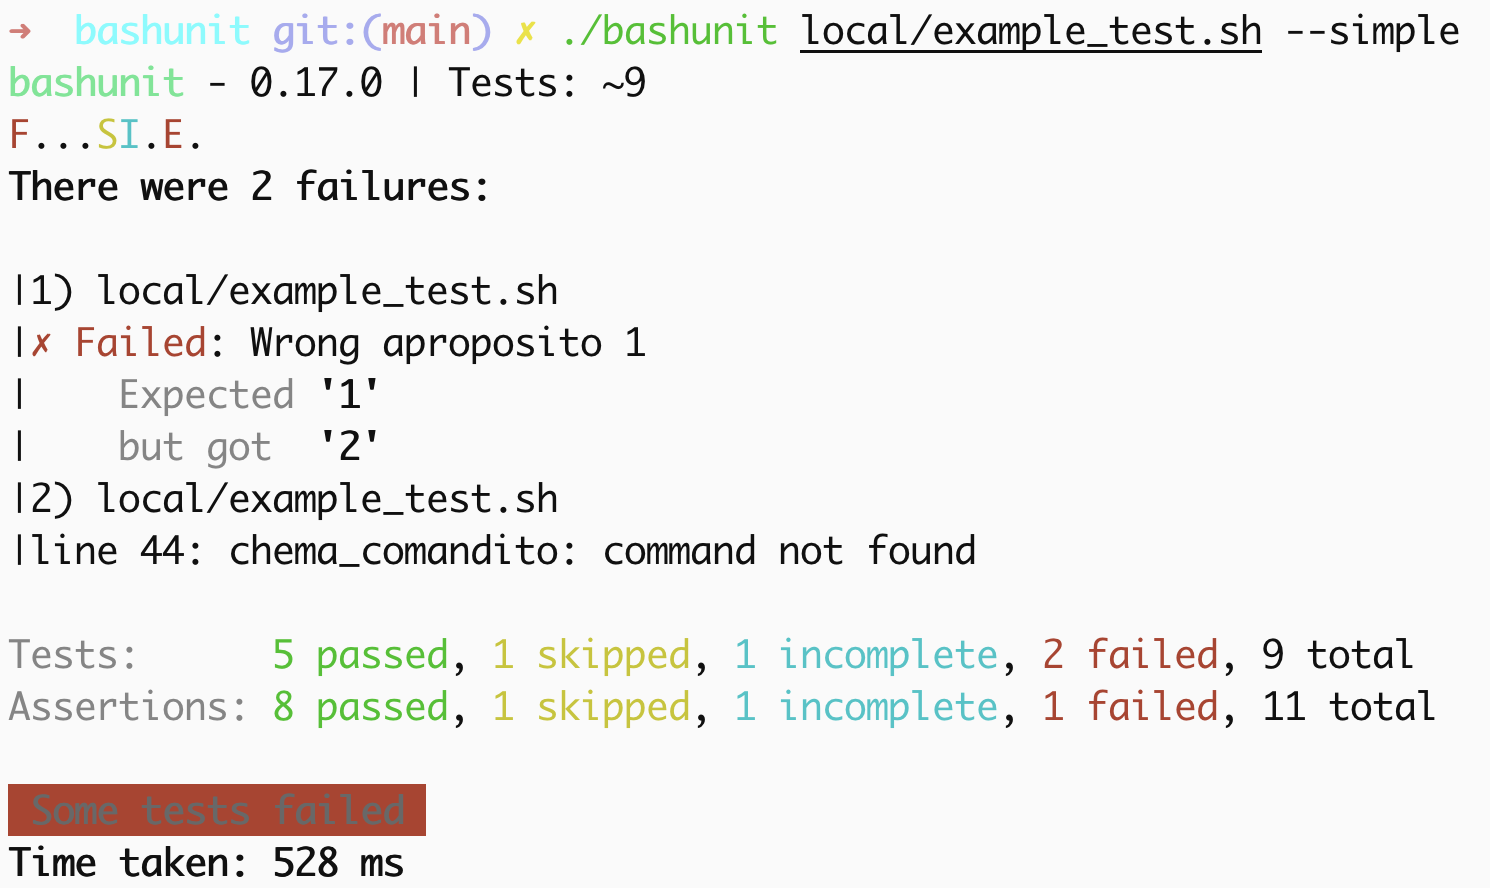 ➜  bashunit git:(main) ✗ ./bashunit local/example_test.sh --simple
bashunit - 0.17.0 | Tests: ~9
F...SI.E.
There were 2 failures:

|1) local/example_test.sh
|✗ Failed: Wrong aproposito 1
|    Expected '1'
|    but got  '2'
|2) local/example_test.sh
|line 44: chema_comandito: command not found

Tests:      5 passed, 1 skipped, 1 incomplete, 2 failed, 9 total
Assertions: 8 passed, 1 skipped, 1 incomplete, 1 failed, 11 total

Some tests failed
Time taken: 528 ms